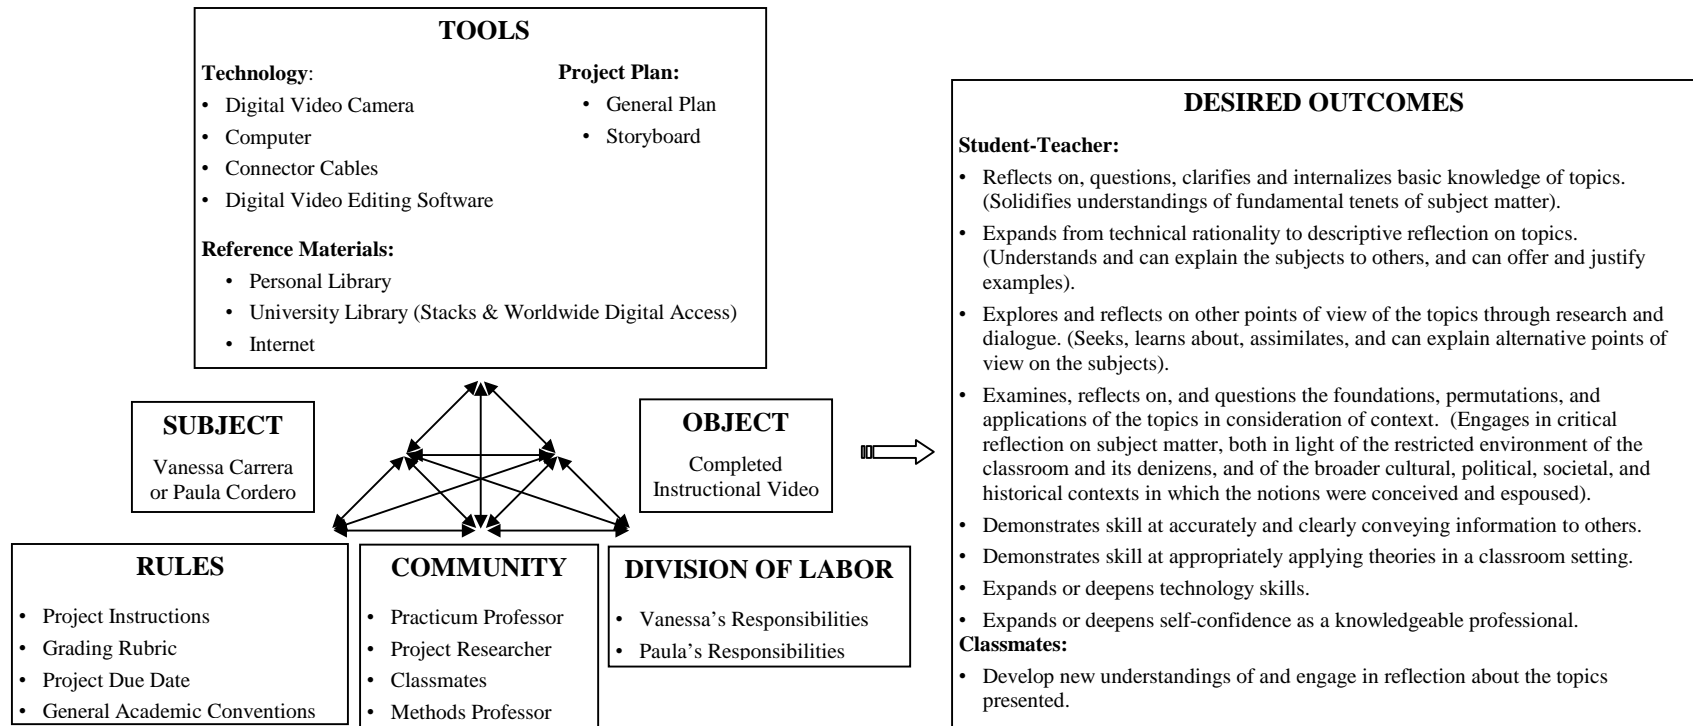 TOOLS
Technology:
• Digital Video Camera
• Computer
• Connector Cables
• Digital Video Editing Software
Project Plan:
• General Plan
• Storyboard
Reference Materials:
• Personal Library
• University Library (Stacks & Worldwide Digital Access)
• Internet
SUBJECT
Vanessa Carrera
or Paula Cordero
OBJECT
Completed
Instructional Video
RULES
• Project Instructions
• Grading Rubric
• Project Due Date
• General Academic Conventions
COMMUNITY
• Practicum Professor
• Project Researcher
• Classmates
• Methods Professor
DIVISION OF LABOR
• Vanessa’s Responsibilities
• Paula’s Responsibilities
DESIRED OUTCOMES
Student-Teacher:
• Reflects on, questions, clarifies and internalizes basic knowledge of topics.
(Solidifies understandings of fundamental tenets of subject matter).
• Expands from technical rationality to descriptive reflection on topics.
(Understands and can explain the subjects to others, and can offer and justify
examples).
• Explores and reflects on other points of view of the topics through research and
dialogue. (Seeks, learns about, assimilates, and can explain alternative points of
view on the subjects).
• Examines, reflects on, and questions the foundations, permutations, and
applications of the topics in consideration of context.  (Engages in critical
reflection on subject matter, both in light of the restricted environment of the
classroom and its denizens, and of the broader cultural, political, societal, and
historical contexts in which the notions were conceived and espoused).
• Demonstrates skill at accurately and clearly conveying information to others.
• Demonstrates skill at appropriately applying theories in a classroom setting.
• Expands or deepens technology skills.
• Expands or deepens self-confidence as a knowledgeable professional.
Classmates:
• Develop new understandings of and engage in reflection about the topics
presented.